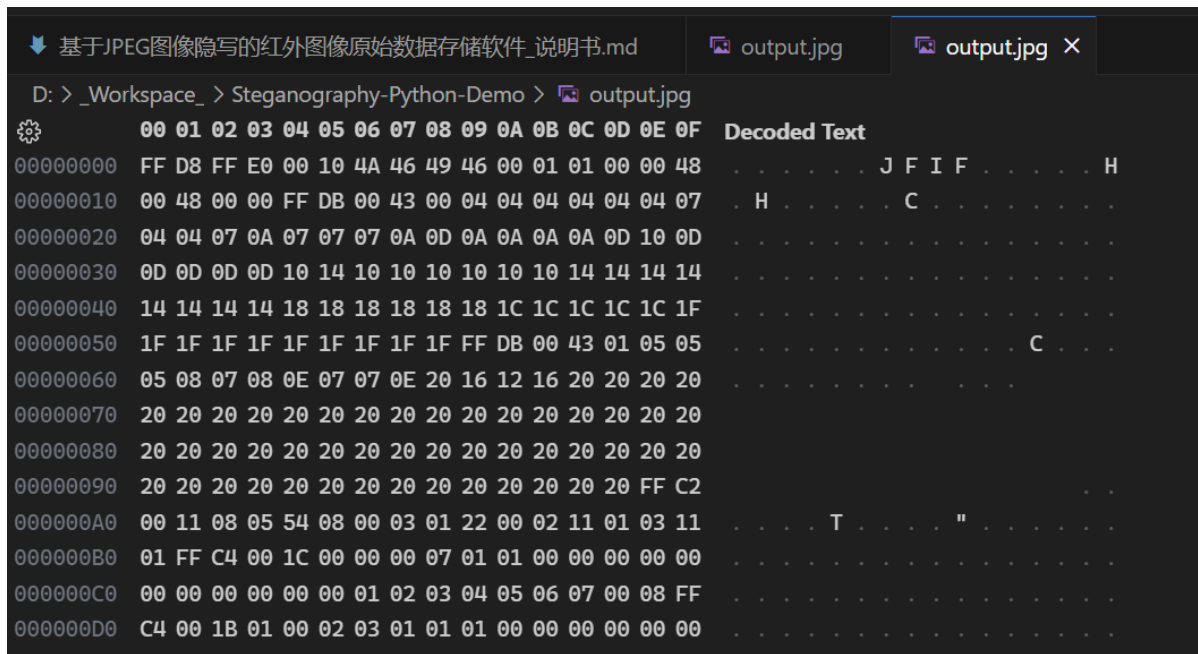 基于JPEG图像隐写的红外图像原始数据存储软件_说明书.md output.jpg output.jpg ×
D: > _Workspace_ > Steganography-Python-Demo > output.jpg
00 01 02 03 04 05 06 07 08 09 0A 0B 0C 0D 0E 0F Decoded Text
00000000 FF D8 FF E0 00 10 4A 46 49 46 00 01 01 00 00 48 . . . . . . J F I F . . . . . H
00000010 00 48 00 00 FF DB 00 43 00 04 04 04 04 04 04 07 . H . . . . . C . . . . . . . .
00000020 04 04 07 0A 07 07 07 0A 0D 0A 0A 0A 0A 0D 10 0D . . . . . . . . . . . . . . . .
00000030 0D 0D 0D 0D 10 14 10 10 10 10 10 10 14 14 14 14 . . . . . . . . . . . . . . . .
00000040 14 14 14 14 18 18 18 18 18 18 1C 1C 1C 1C 1C 1F . . . . . . . . . . . . . . . .
00000050 1F 1F 1F 1F 1F 1F 1F 1F 1F FF DB 00 43 01 05 05 . . . . . . . . . . . . C . . .
00000060 05 08 07 08 0E 07 07 0E 20 16 12 16 20 20 20 20 . . . . . . . . . . .
00000070 20 20 20 20 20 20 20 20 20 20 20 20 20 20 20 20
00000080 20 20 20 20 20 20 20 20 20 20 20 20 20 20 20 20
00000090 20 20 20 20 20 20 20 20 20 20 20 20 20 20 FF C2 . .
000000A0 00 11 08 05 54 08 00 03 01 22 00 02 11 01 03 11 . . . . T . . . . " . . . . . .
000000B0 01 FF C4 00 1C 00 00 00 07 01 01 00 00 00 00 00 . . . . . . . . . . . . . . . .
000000C0 00 00 00 00 00 00 01 02 03 04 05 06 07 00 08 FF . . . . . . . . . . . . . . . .
000000D0 C4 00 1B 01 00 02 03 01 01 01 00 00 00 00 00 00 . . . . . . . . . . . . . . . .